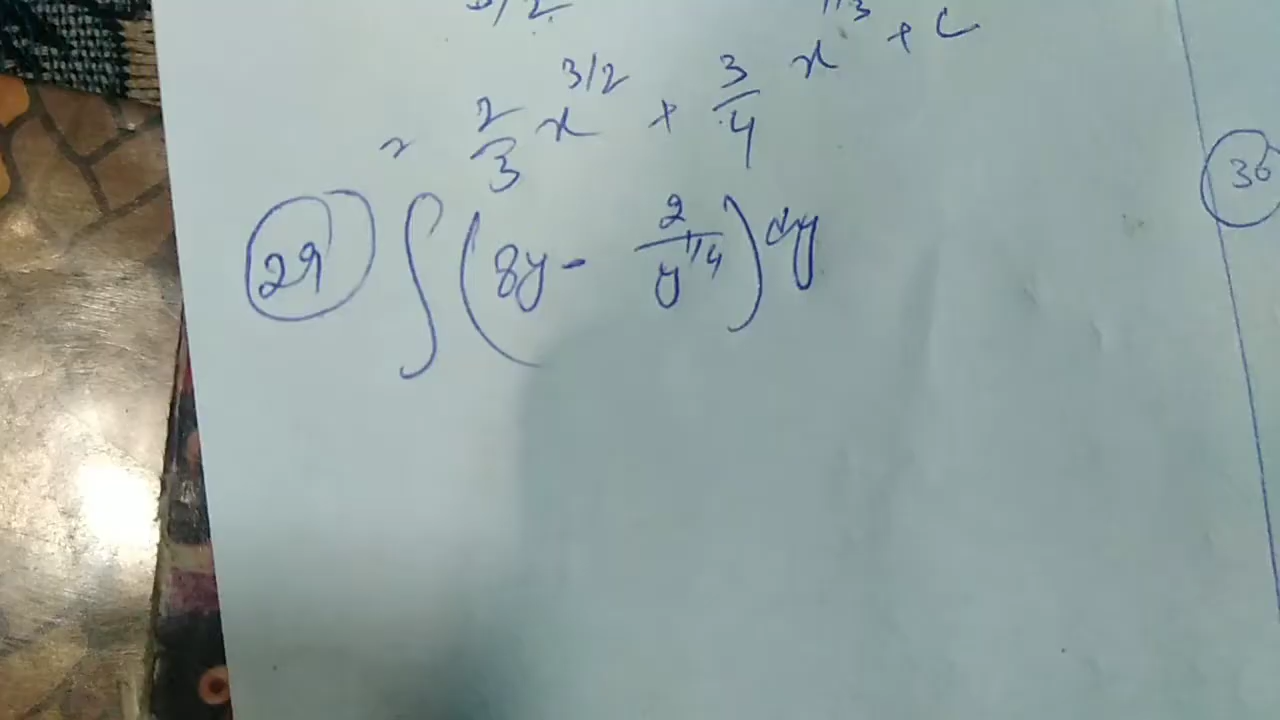 = 2/3 x^3/2 + 3/4 x^1/3 + c
(29) ∫ (8y - 2/y^1/4) dy
(30)